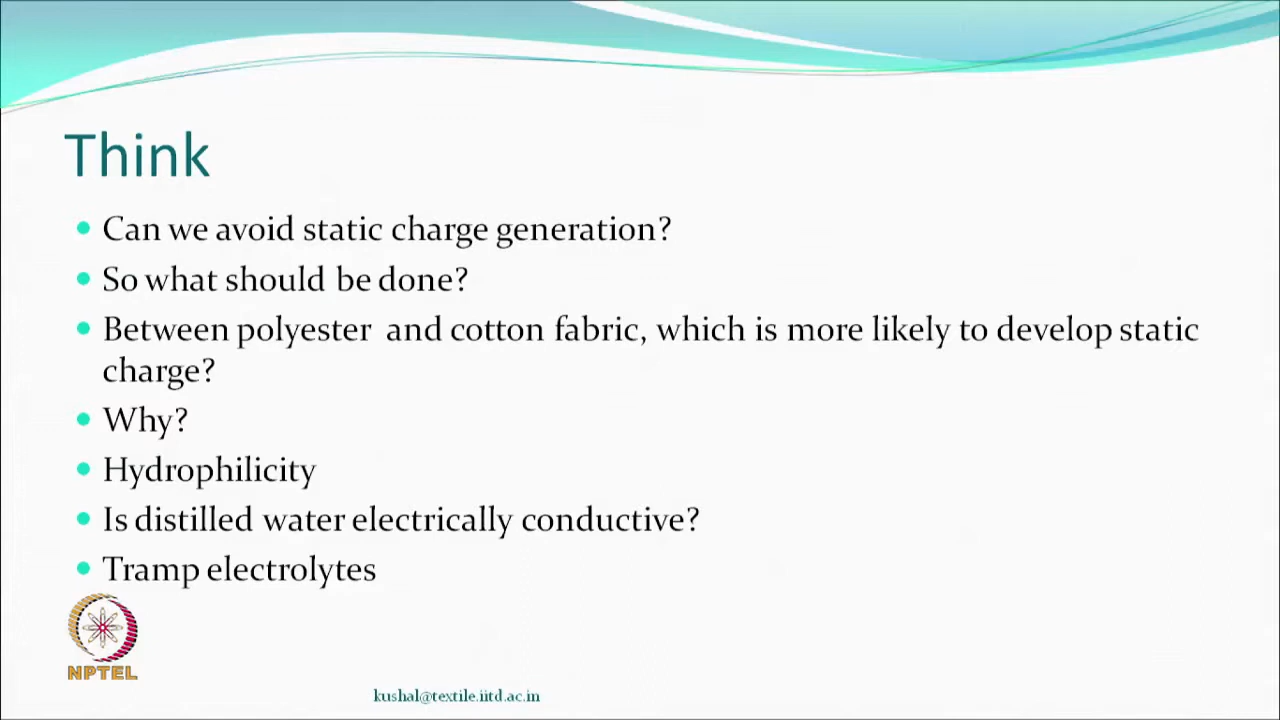 Think
Can we avoid static charge generation?
So what should be done?
Between polyester and cotton fabric, which is more likely to develop static
charge?
Why?
Hydrophilicity
Is distilled water electrically conductive?
Tramp electrolytes
NPTEL
kushal@textile.iitd.ac.in